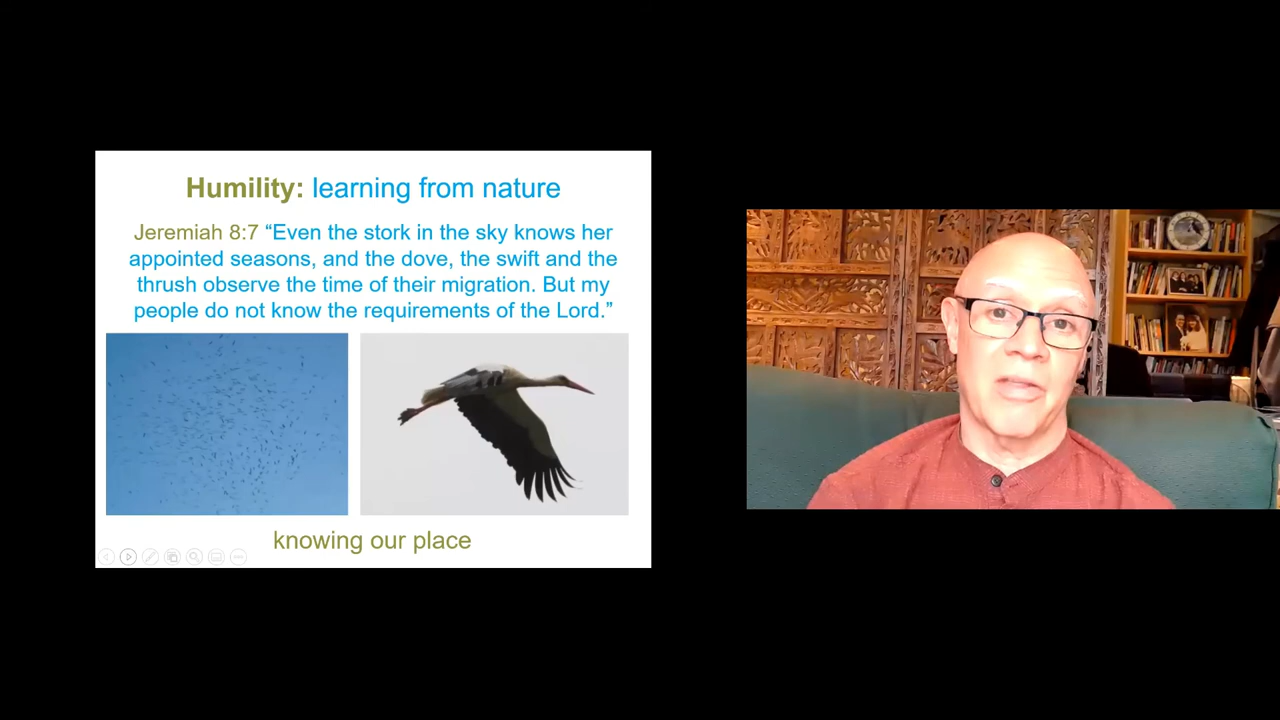 Humility: learning from nature
Jeremiah 8:7 “Even the stork in the sky knows her
appointed seasons, and the dove, the swift and the
thrush observe the time of their migration. But my
people do not know the requirements of the Lord.”
knowing our place